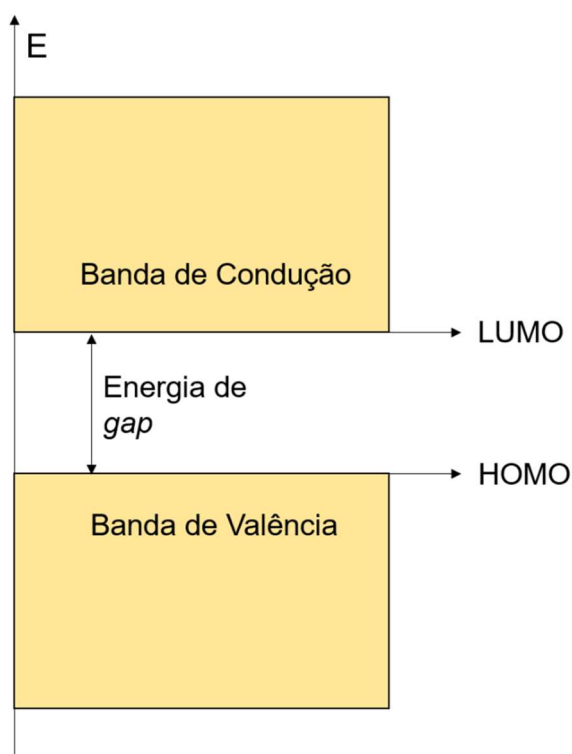 E
Banda de Condução
LUMO
Energia de
gap
HOMO
Banda de Valência